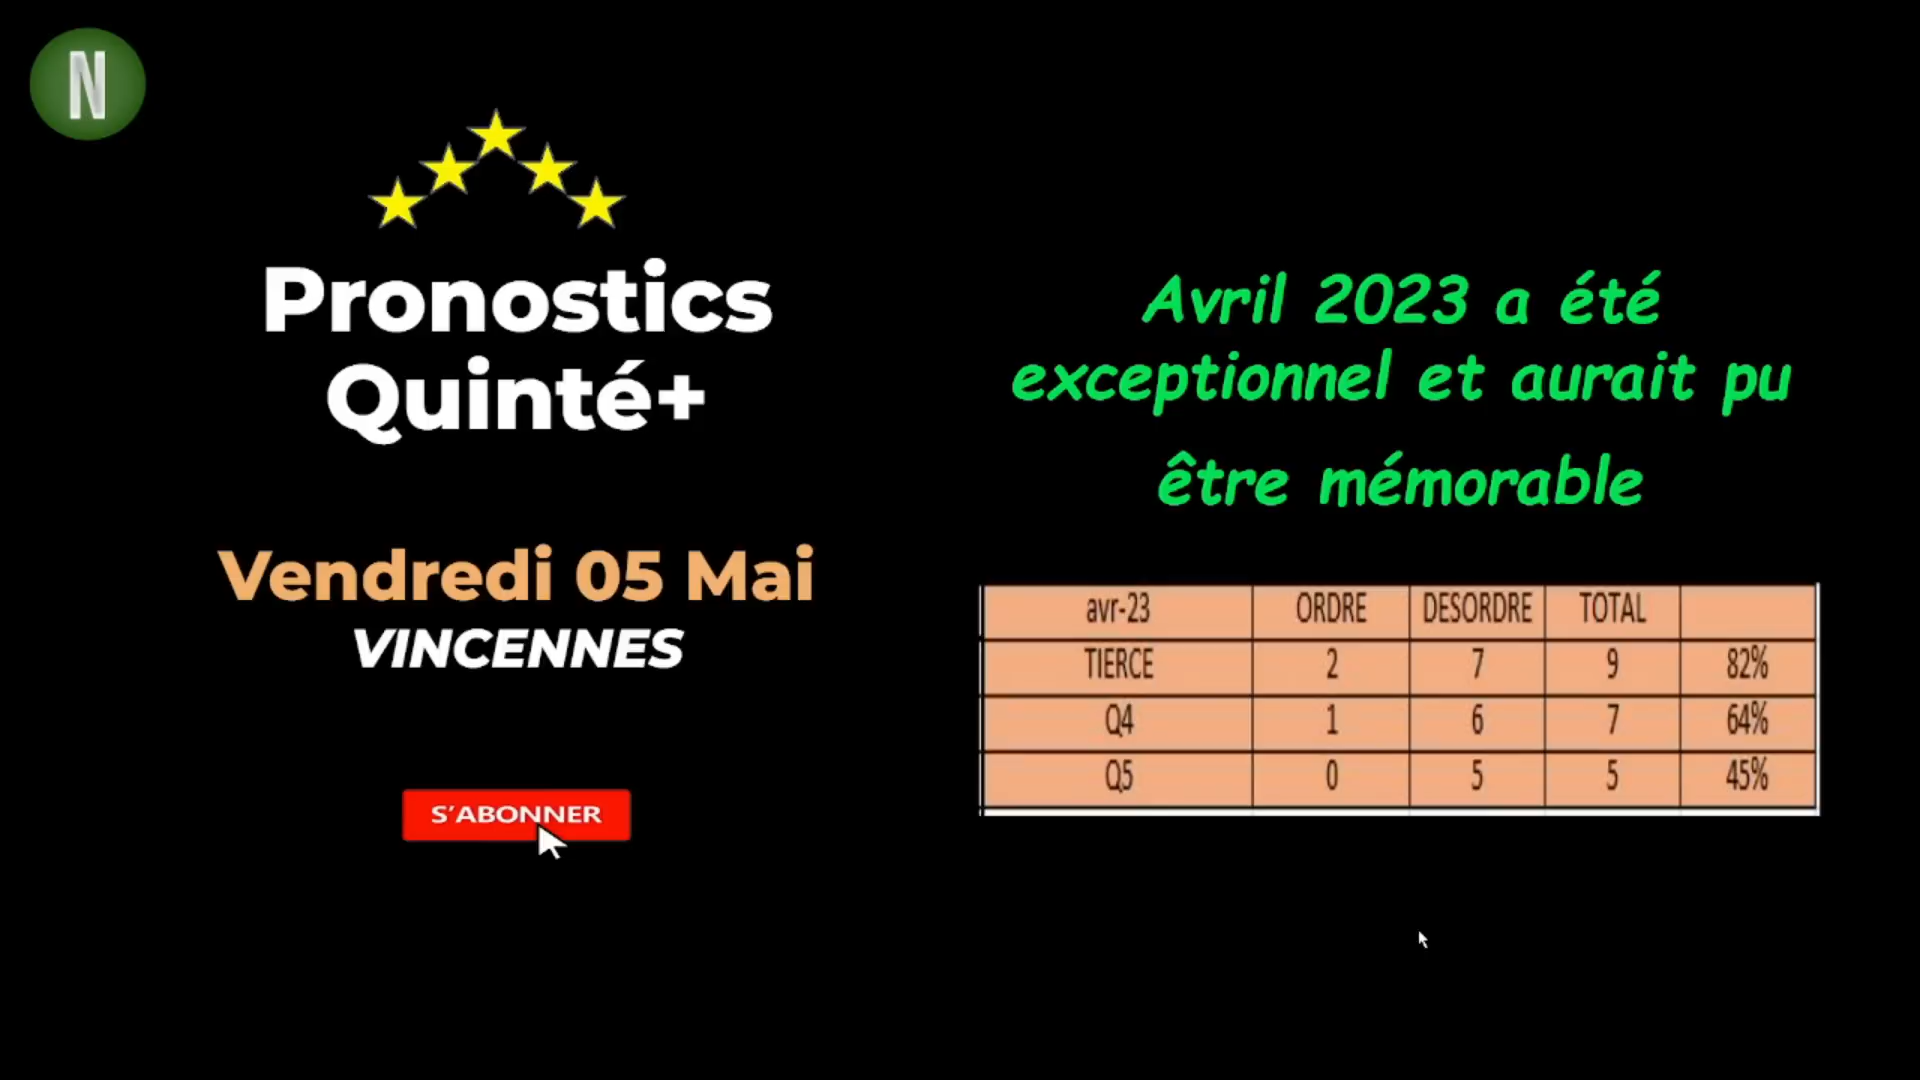 N
Pronostics
Quinté+
Vendredi 05 Mai
VINCENNES
S'ABONNER
Avril 2023 a été
exceptionnel et aurait pu
être mémorable
avr-23 ORDRE DESORDRE TOTAL
TIERCE 2 7 9 82%
Q4 1 6 7 64%
Q5 0 5 5 45%